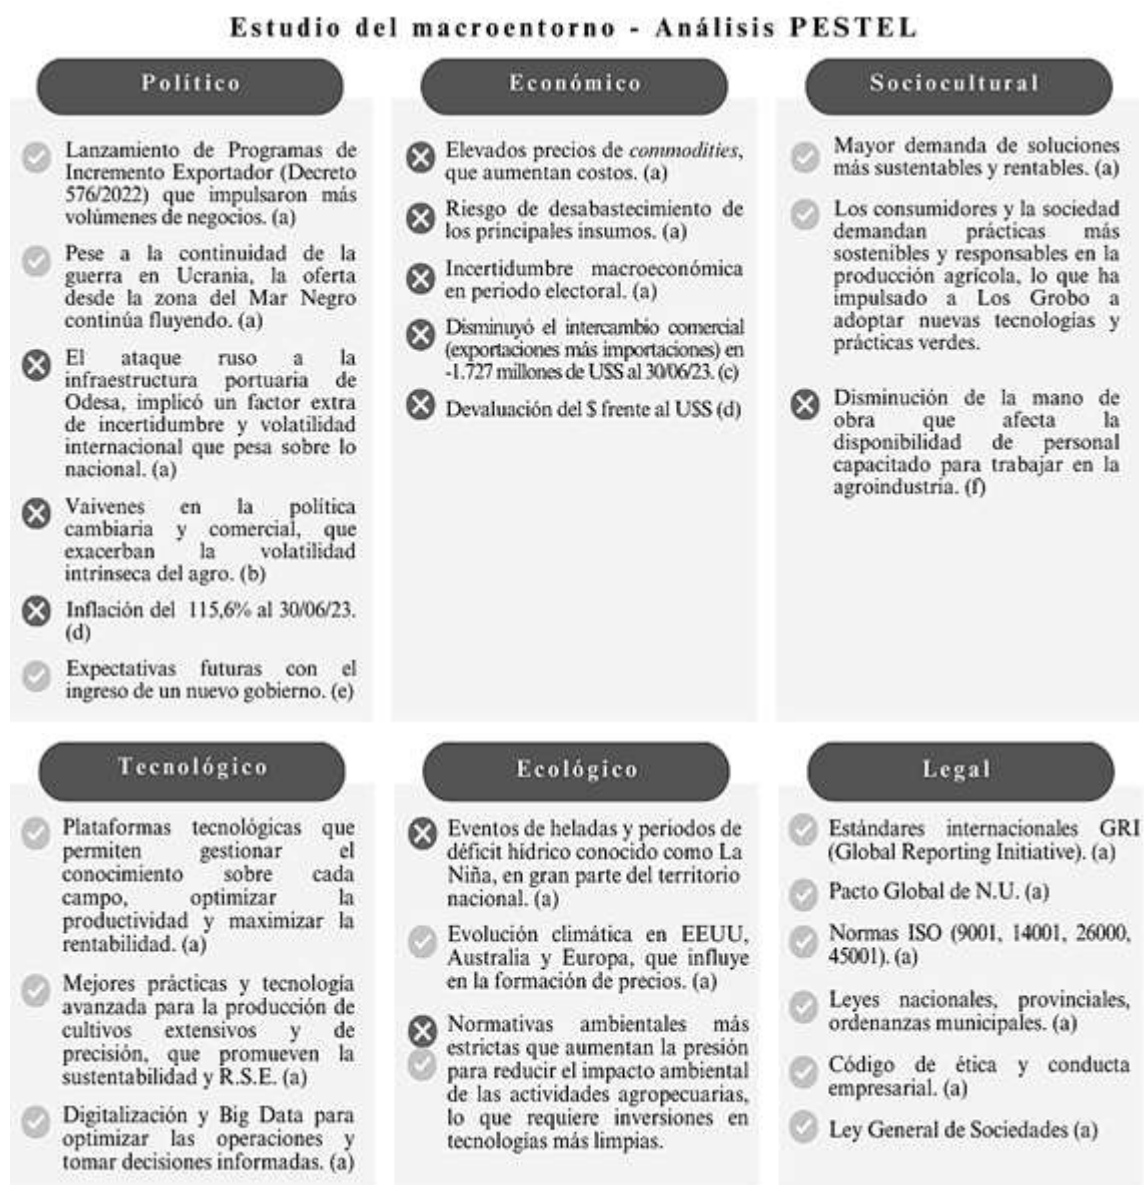 Estudio del macroentorno - Análisis PESTEL
Político
Lanzamiento de Programas de
Incremento Exportador (Decreto
576/2022) que impulsaron más
volúmenes de negocios. (a)
Pese a la continuidad de la
guerra en Ucrania, la oferta
desde la zona del Mar Negro
continúa fluyendo. (a)
El ataque ruso a la
infraestructura portuaria de
Odesa, implicó un factor extra
de incertidumbre y volatilidad
internacional que pesa sobre lo
nacional. (a)
Vaivenes en la política
cambiaria y comercial, que
exacerban la volatilidad
intrínseca del agro. (b)
Inflación del 115,6% al 30/06/23.
(d)
Expectativas futuras con el
ingreso de un nuevo gobierno. (e)
Económico
Elevados precios de commodities,
que aumentan costos. (a)
Riesgo de desabastecimiento de
los principales insumos. (a)
Incertidumbre macroeconómica
en periodo electoral. (a)
Disminuyó el intercambio comercial
(exportaciones más importaciones) en
-1.727 millones de US$ al 30/06/23. (c)
Devaluación del $ frente al US$ (d)
Sociocultural
Mayor demanda de soluciones
más sustentables y rentables. (a)
Los consumidores y la sociedad
demandan prácticas más
sostenibles y responsables en la
producción agrícola, lo que ha
impulsado a Los Grobo a
adoptar nuevas tecnologías y
prácticas verdes.
Disminución de la mano de
obra que afecta la
disponibilidad de personal
capacitado para trabajar en la
agroindustria. (f)
Tecnológico
Plataformas tecnológicas que
permiten gestionar el
conocimiento sobre cada
campo, optimizar la
productividad y maximizar la
rentabilidad. (a)
Mejores prácticas y tecnología
avanzada para la producción de
cultivos extensivos y de
precisión, que promueven la
sustentabilidad y R.S.E. (a)
Digitalización y Big Data para
optimizar las operaciones y
tomar decisiones informadas. (a)
Ecológico
Eventos de heladas y periodos de
déficit hídrico conocido como La
Niña, en gran parte del territorio
nacional. (a)
Evolución climática en EEUU,
Australia y Europa, que influye
en la formación de precios. (a)
Normativas ambientales más
estrictas que aumentan la presión
para reducir el impacto ambiental
de las actividades agropecuarias,
lo que requiere inversiones en
tecnologías más limpias.
Legal
Estándares internacionales GRI
(Global Reporting Initiative). (a)
Pacto Global de N.U. (a)
Normas ISO (9001, 14001, 26000,
45001). (a)
Leyes nacionales, provinciales,
ordenanzas municipales. (a)
Código de ética y conducta
empresarial. (a)
Ley General de Sociedades (a)